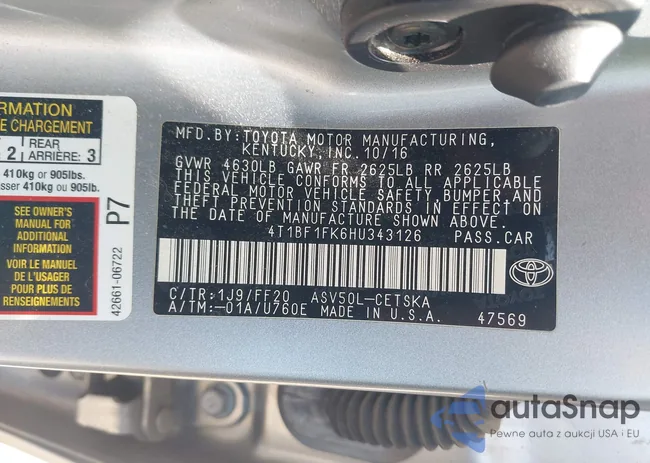 RMATION
E CHARGEMENT
2
REAR
ARRIÈRE: 3
410kg or 905lbs.
sser 410kg ou 905lb.
SEE OWNER'S
MANUAL FOR
ADDITIONAL
INFORMATION
VOIR LE MANUEL
DE L'USAGER
POUR PLUS DE
RENSEIGNEMENTS
P7
42661-06722
MFD.BY:TOYOTA MOTOR MANUFACTURING,
KENTUCKY, INC. 10/16
GVWR 4630LB GAWR FR 2625LB RR 2625LB
THIS VEHICLE CONFORMS TO ALL APPLICABLE
FEDERAL MOTOR VEHICLE SAFETY, BUMPER, AND
THEFT PREVENTION STANDARDS IN EFFECT ON
THE DATE OF MANUFACTURE SHOWN ABOVE.
4T1BF1FK6HU343126 PASS.CAR
C/TR:1J9/FF20 ASV50L-CETSKA
A/TM:-01A/U760E MADE IN U.S.A.
47569
autaSnap
Pewne auta z aukcji USA i EU